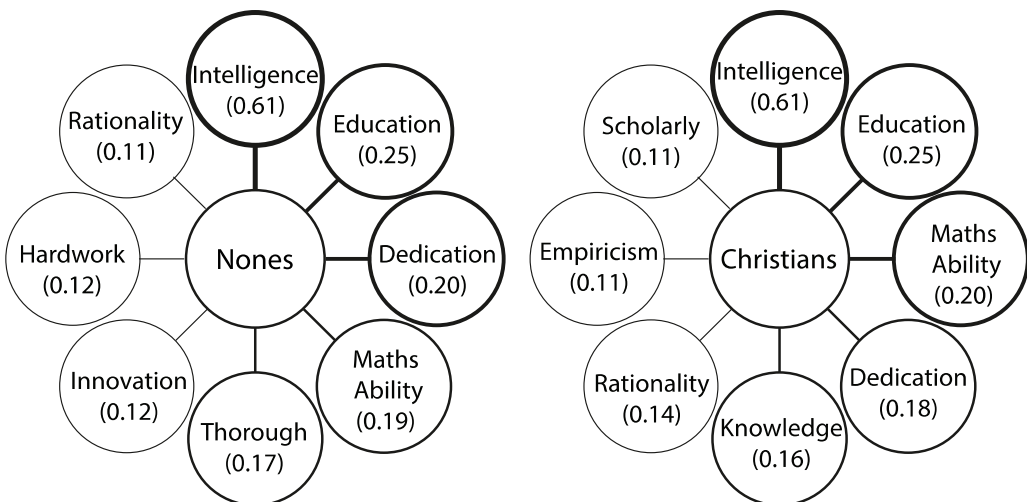 Intelligence
(0.61)
Education
(0.25)
Dedication
(0.20)
Maths
Ability
(0.19)
Thorough
(0.17)
Innovation
(0.12)
Hardwork
(0.12)
Rationality
(0.11)
Nones
Intelligence
(0.61)
Education
(0.25)
Maths
Ability
(0.20)
Dedication
(0.18)
Knowledge
(0.16)
Rationality
(0.14)
Empiricism
(0.11)
Scholarly
(0.11)
Christians